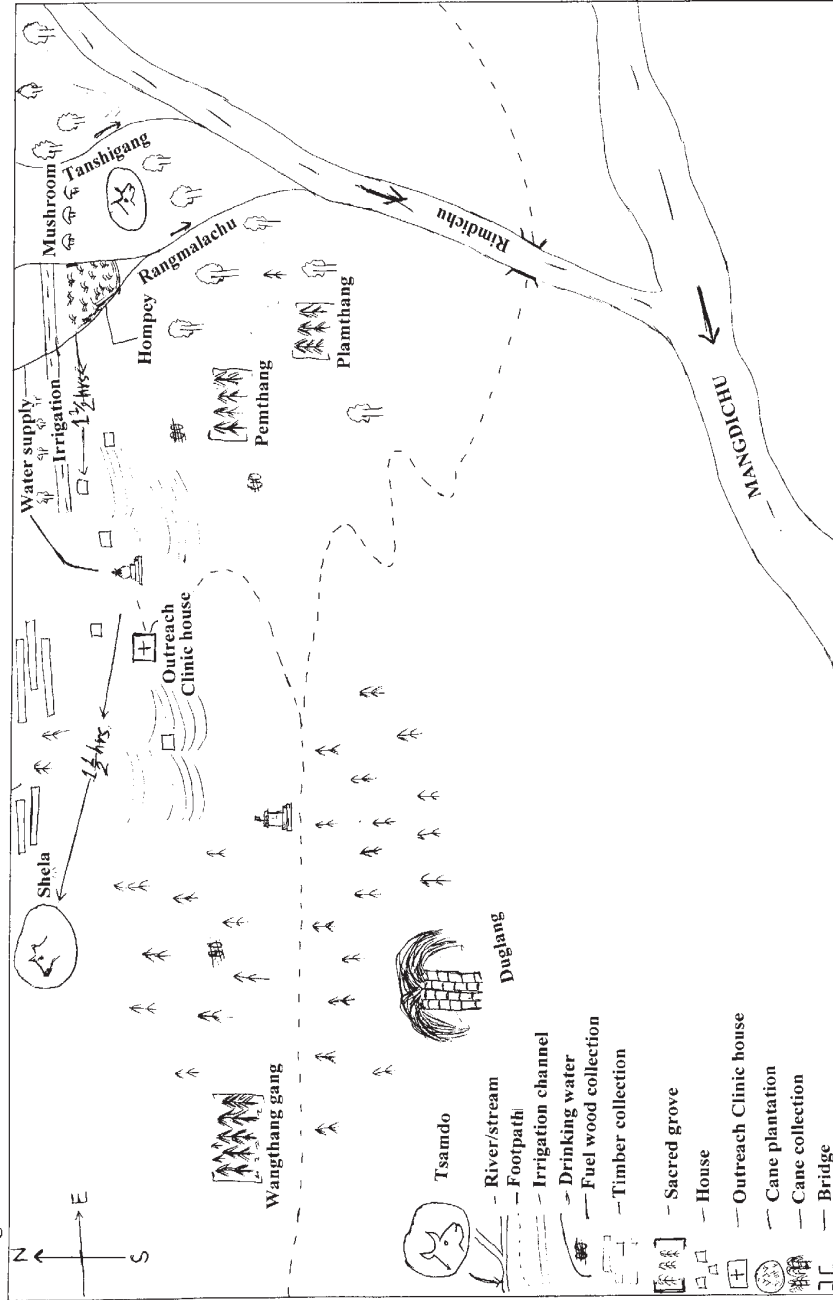 N
E
S
Shela
1½ hrs
Water supply
Irrigation
1½ hrs
Mushroom
Tanshigang
Rangmalachu
Hompey
Outreach
Clinic house
Pemthang
Plamthang
Rimdichu
MANGDICHU
Wangthang gang
Duglang
Tsamdo
River/stream
Footpath
Irrigation channel
Drinking water
Fuel wood collection
Timber collection
Sacred grove
House
Outreach Clinic house
Cane plantation
Cane collection
Bridge